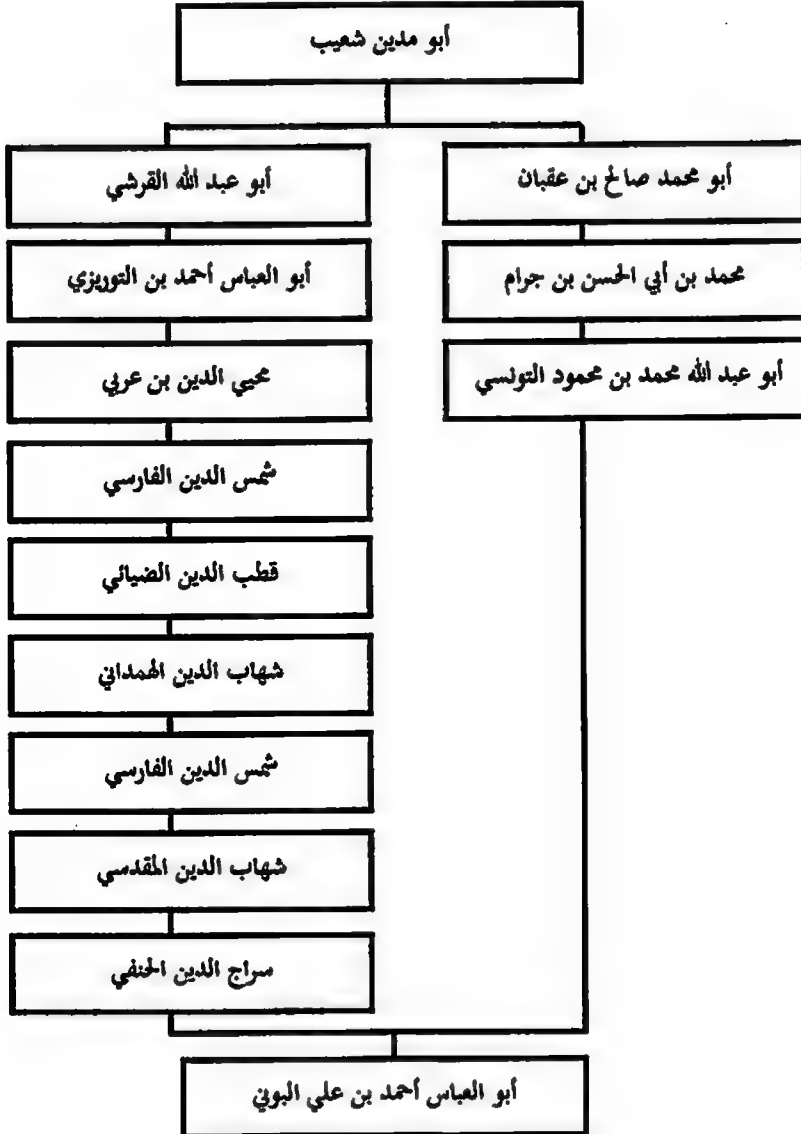 أبو مدين شعيب
أبو محمد صالح بن عقبان
أبو عبد الله القرشي
محمد بن أبي الحسن بن جرام
أبو العباس أحمد بن التوريزي
أبو عبد الله محمد بن محمود التونسي
محيي الدين بن عربي
شمس الدين الفارسي
قطب الدين الضيائي
شهاب الدين الهمداني
شمس الدين الفارسي
شهاب الدين المقدسي
سراج الدين الحنفي
أبو العباس أحمد بن علي البوني